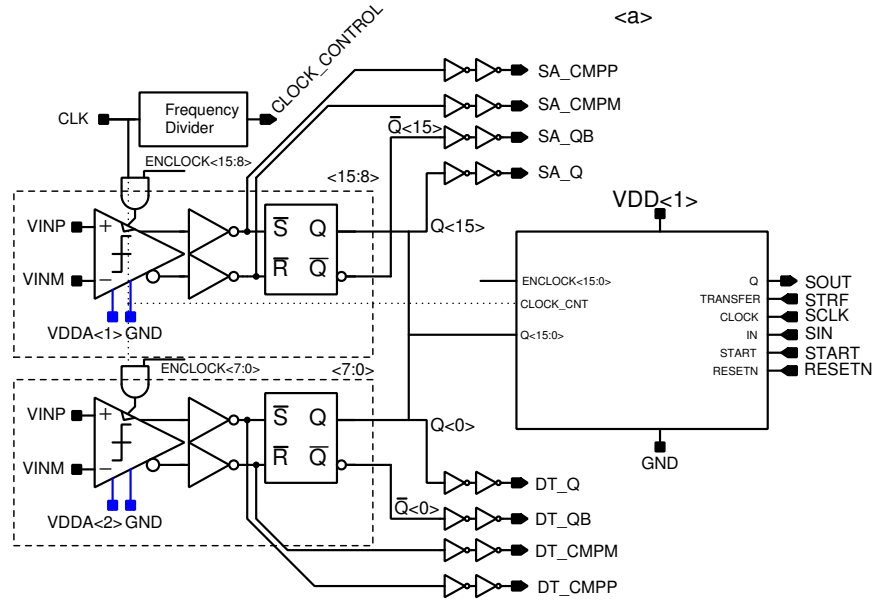 <a>
CLOCK_CONTROL
SA_CMPP
CLK
Frequency
Divider
SA_CMPM
Q̅<15>
SA_QB
ENCLOCK<15:8>
<15:8>
SA_Q
VINP
+
S̅ Q
Q<15>
VDD<1>
VINM
−
R̅ Q̅
ENCLOCK<15:0>
CLOCK_CNT
Q<15:0>
Q
TRANSFER
CLOCK
IN
START
RESETN
SOUT
STRF
SCLK
SIN
START
RESETN
VDDA<1> GND
ENCLOCK<7:0>
<7:0>
VINP
+
S̅ Q
Q<0>
VINM
−
R̅ Q̅
GND
DT_Q
VDDA<2> GND
Q̅<0>
DT_QB
DT_CMPM
DT_CMPP